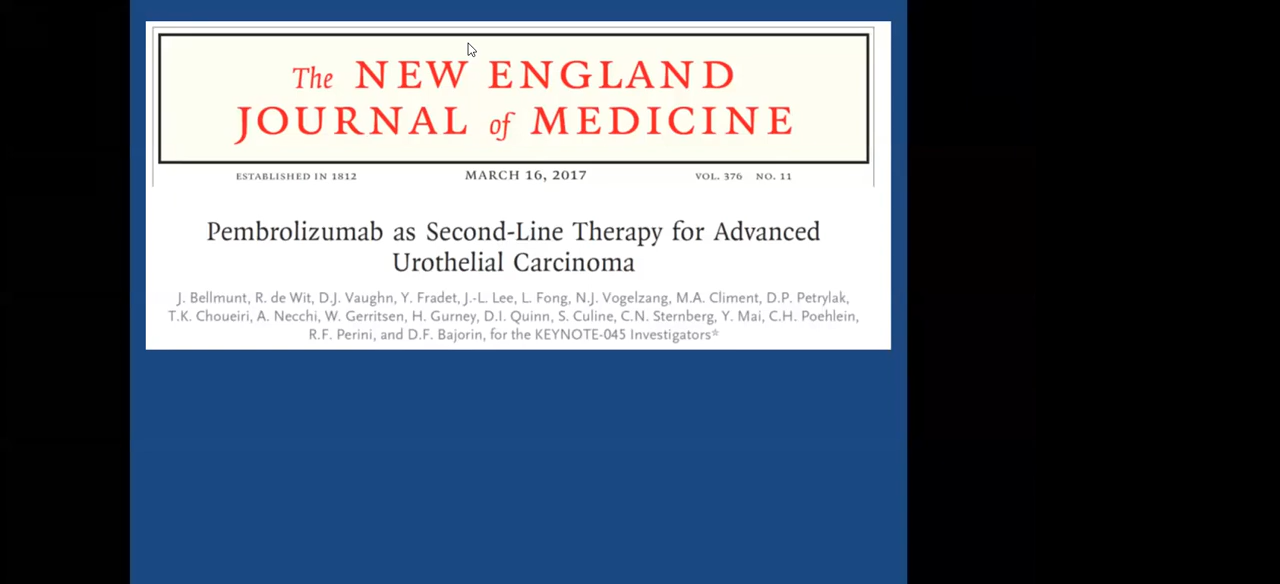 The NEW ENGLAND
JOURNAL of MEDICINE
ESTABLISHED IN 1812 MARCH 16, 2017 VOL. 376 NO. 11
Pembrolizumab as Second-Line Therapy for Advanced
Urothelial Carcinoma
J. Bellmunt, R. de Wit, D.J. Vaughn, Y. Fradet, J.-L. Lee, L. Fong, N.J. Vogelzang, M.A. Climent, D.P. Petrylak,
T.K. Choueiri, A. Necchi, W. Gerritsen, H. Gurney, D.I. Quinn, S. Culine, C.N. Sternberg, Y. Mai, C.H. Poehlein,
R.F. Perini, and D.F. Bajorin, for the KEYNOTE-045 Investigators*